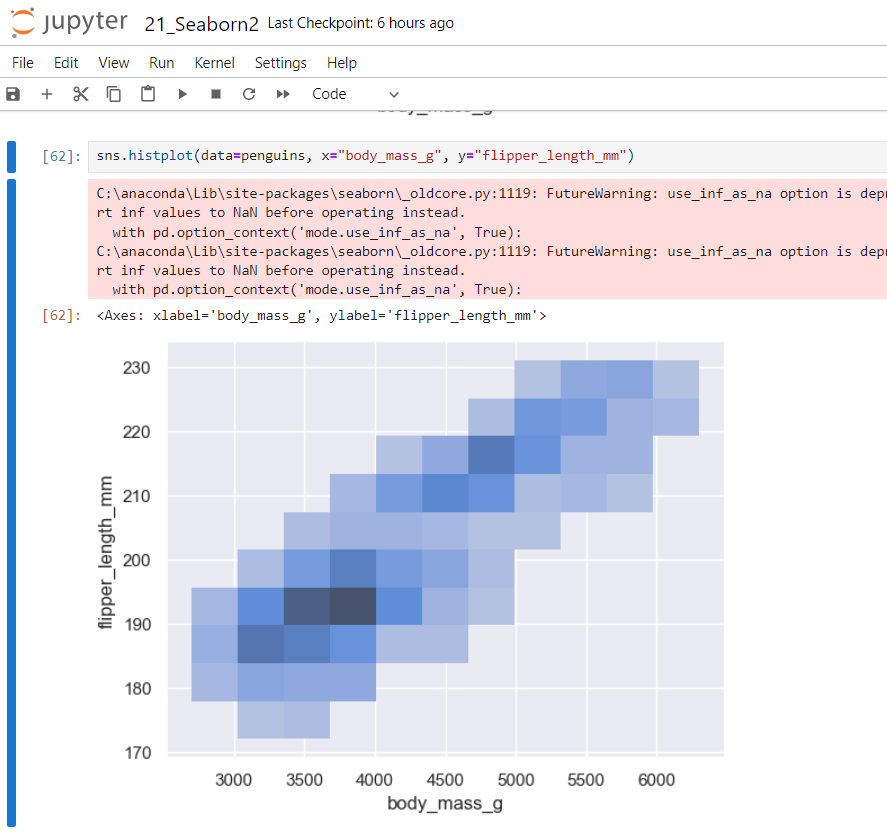 jupyter 21_Seaborn2 Last Checkpoint: 6 hours ago
File Edit View Run Kernel Settings Help
Code
body_mass_g
[62]: sns.histplot(data=penguins, x="body_mass_g", y="flipper_length_mm")
C:\anaconda\Lib\site-packages\seaborn\_oldcore.py:1119: FutureWarning: use_inf_as_na option is depr
rt inf values to NaN before operating instead.
with pd.option_context('mode.use_inf_as_na', True):
C:\anaconda\Lib\site-packages\seaborn\_oldcore.py:1119: FutureWarning: use_inf_as_na option is depr
rt inf values to NaN before operating instead.
with pd.option_context('mode.use_inf_as_na', True):
[62]: <Axes: xlabel='body_mass_g', ylabel='flipper_length_mm'>
230
220
210
200
190
180
170
flipper_length_mm
3000 3500 4000 4500 5000 5500 6000
body_mass_g